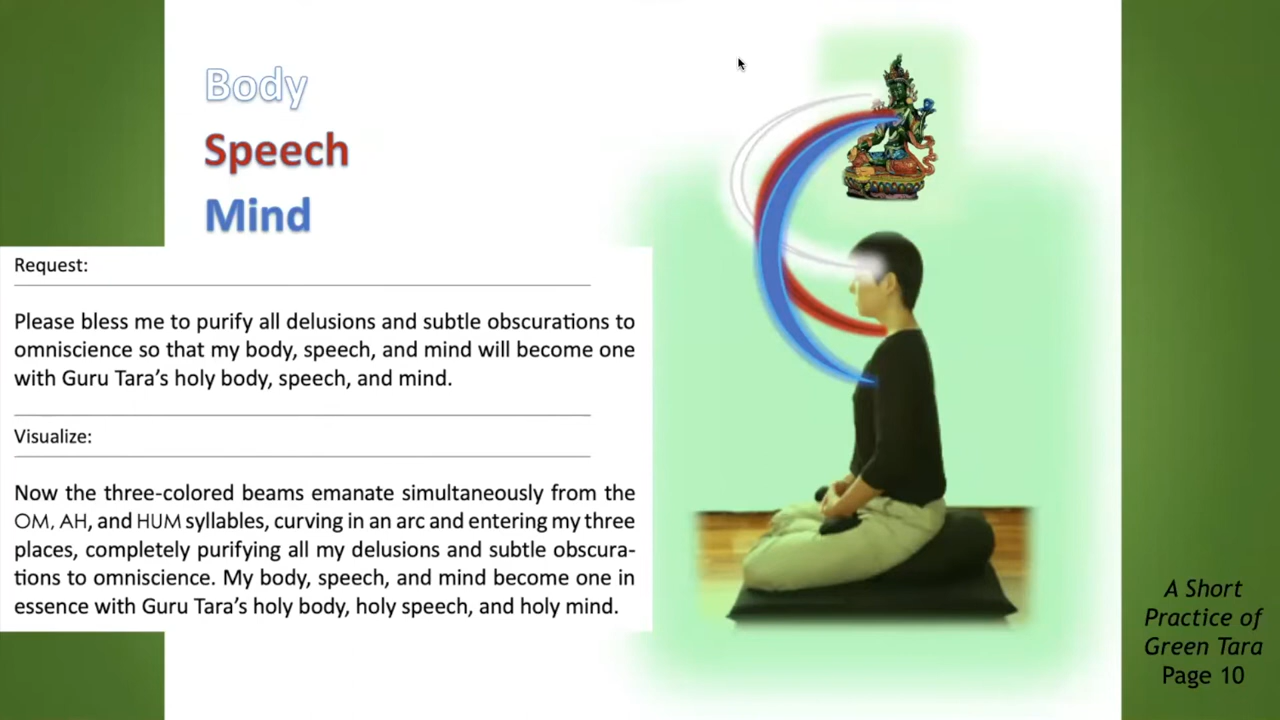 Body
Speech
Mind
Request:
Please bless me to purify all delusions and subtle obscurations to
omniscience so that my body, speech, and mind will become one
with Guru Tara’s holy body, speech, and mind.
Visualize:
Now the three-colored beams emanate simultaneously from the
OM, AH, and HUM syllables, curving in an arc and entering my three
places, completely purifying all my delusions and subtle obscura-
tions to omniscience. My body, speech, and mind become one in
essence with Guru Tara’s holy body, holy speech, and holy mind.
A Short
Practice of
Green Tara
Page 10